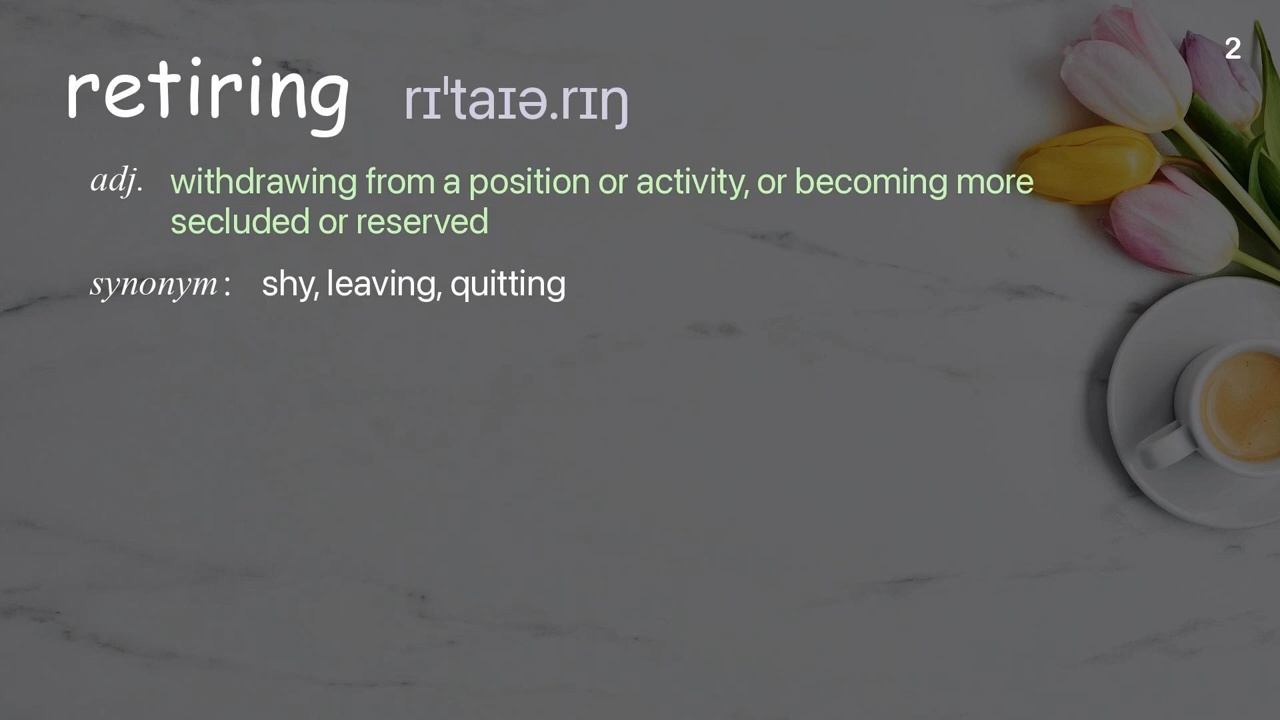 2
retiring rɪˈtaɪə.rɪŋ
adj. withdrawing from a position or activity, or becoming more
secluded or reserved
synonym: shy, leaving, quitting